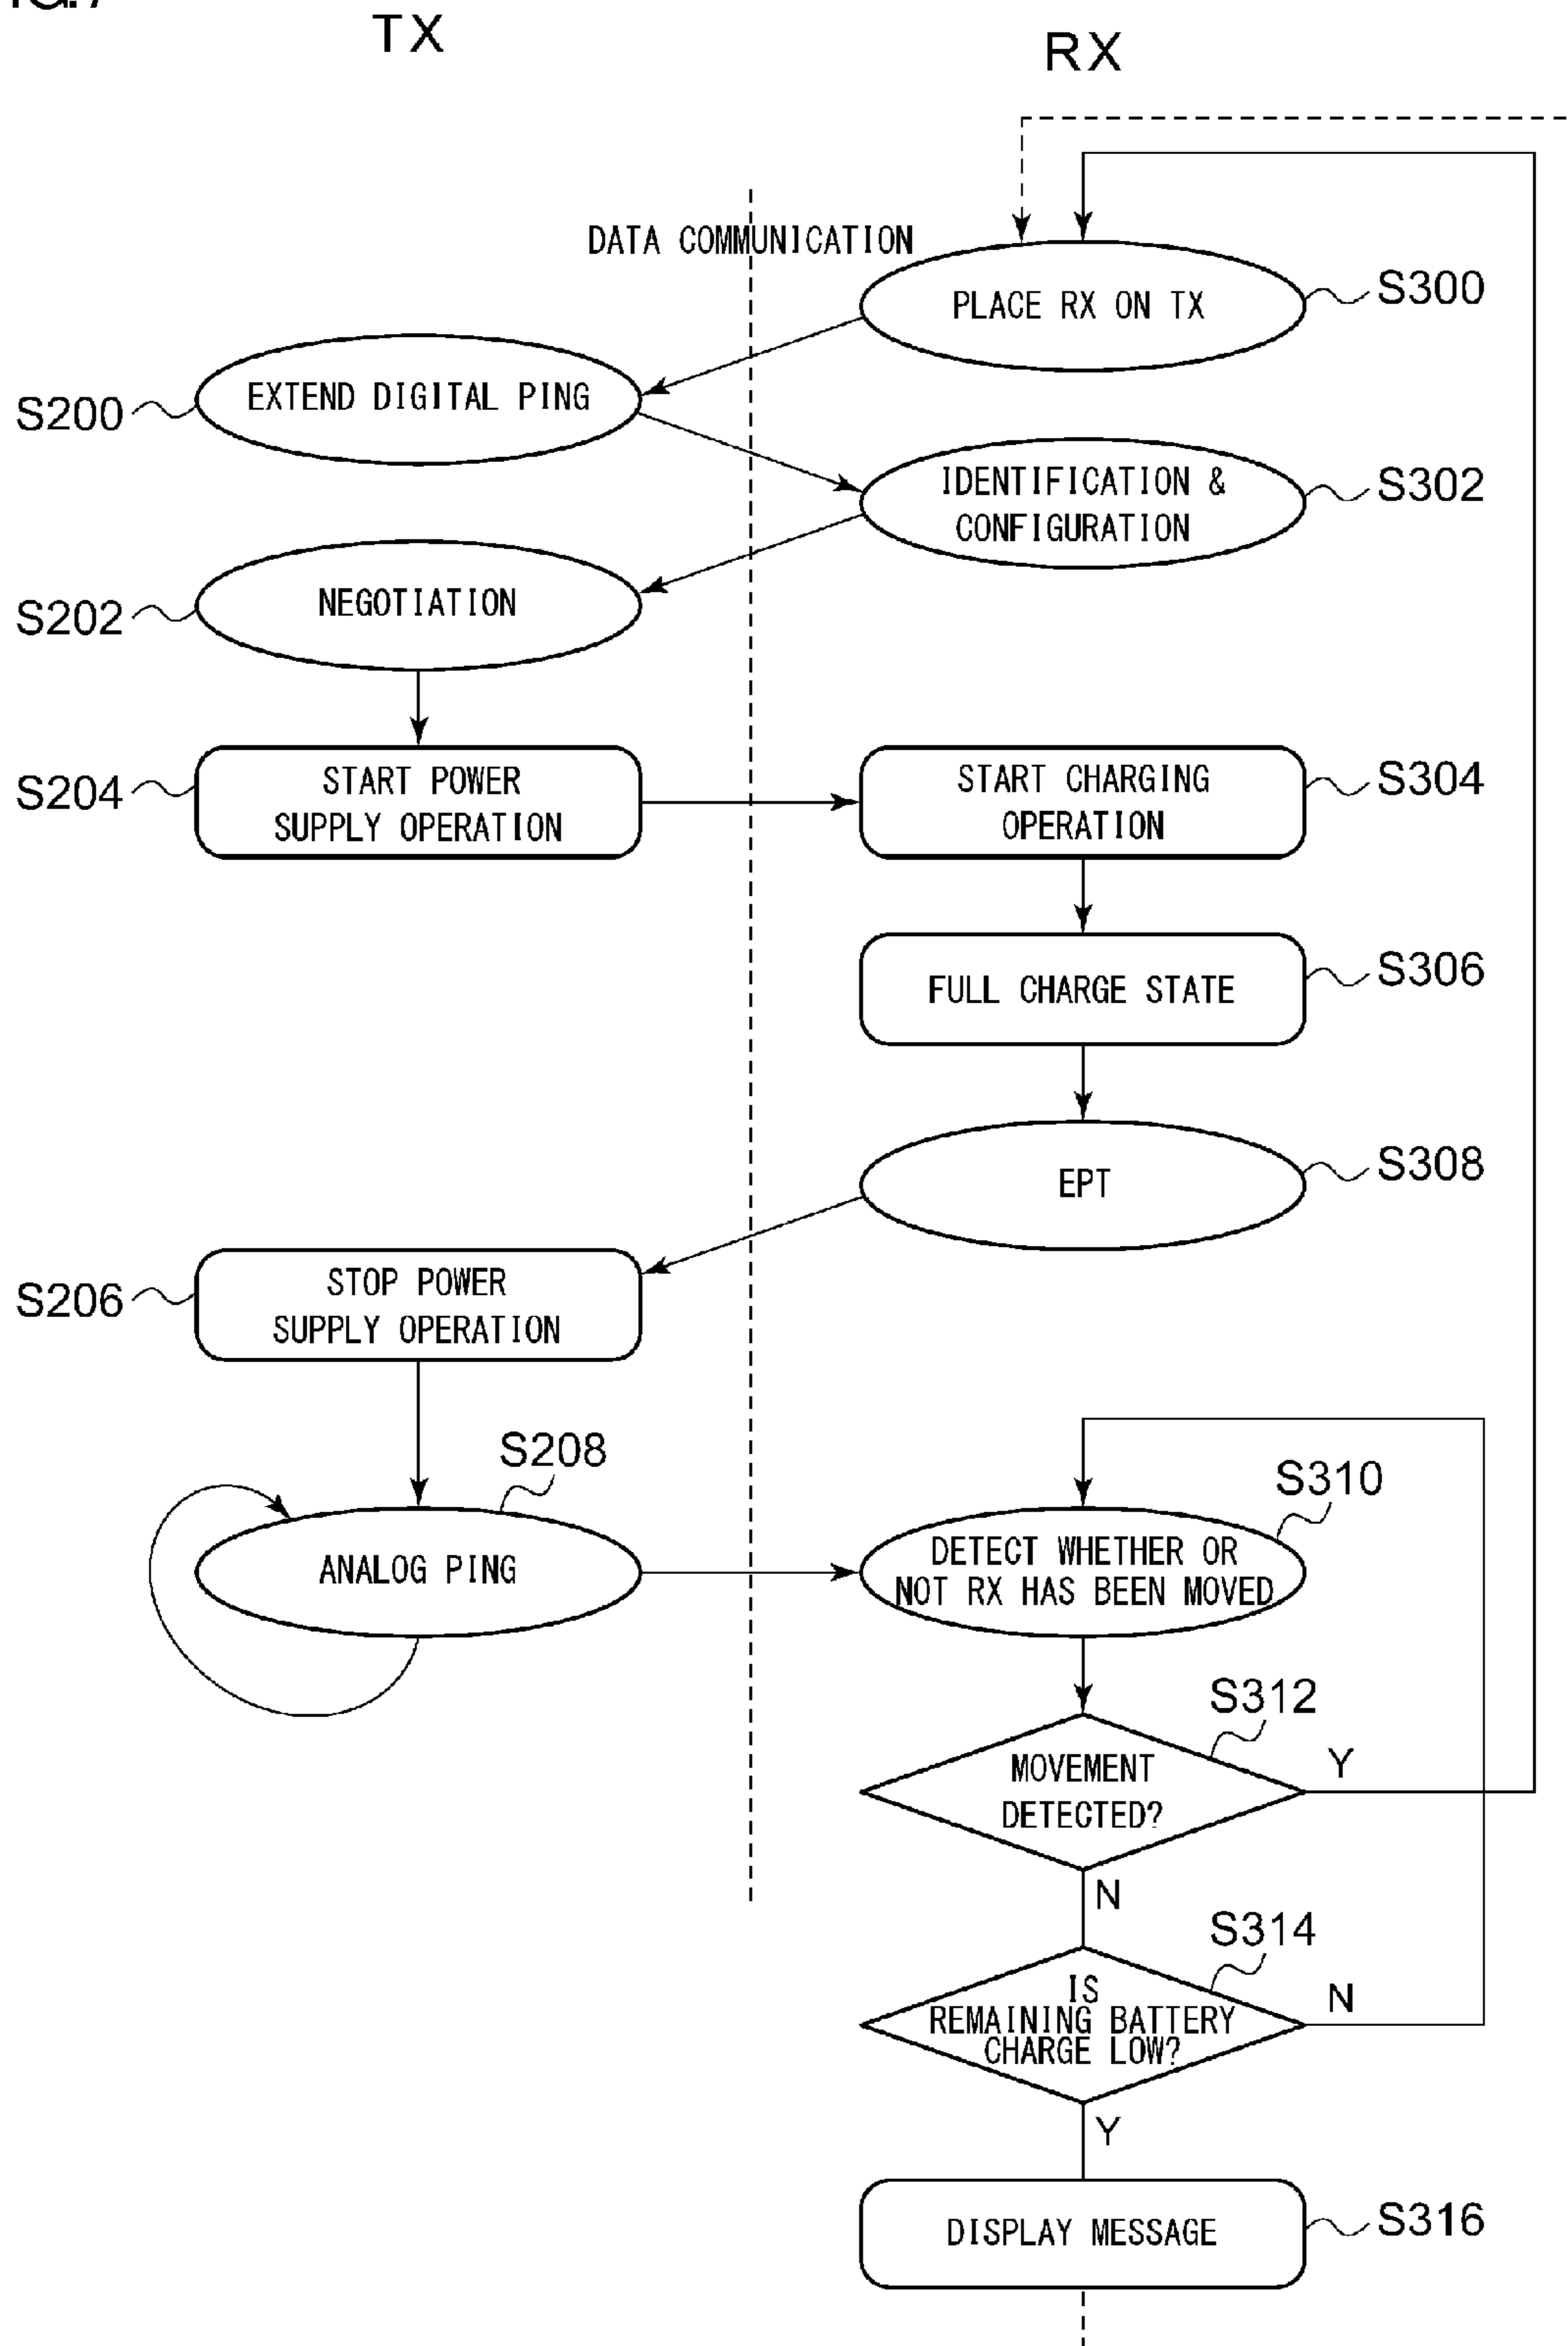 TX
RX
DATA COMMUNICATION
PLACE RX ON TX
S300
S200
EXTEND DIGITAL PING
IDENTIFICATION &
CONFIGURATION
S302
S202
NEGOTIATION
S204
START POWER
SUPPLY OPERATION
START CHARGING
OPERATION
S304
FULL CHARGE STATE
S306
EPT
S308
S206
STOP POWER
SUPPLY OPERATION
S208
ANALOG PING
S310
DETECT WHETHER OR
NOT RX HAS BEEN MOVED
S312
MOVEMENT
DETECTED?
Y
N
S314
IS
REMAINING BATTERY
CHARGE LOW?
N
Y
DISPLAY MESSAGE
S316